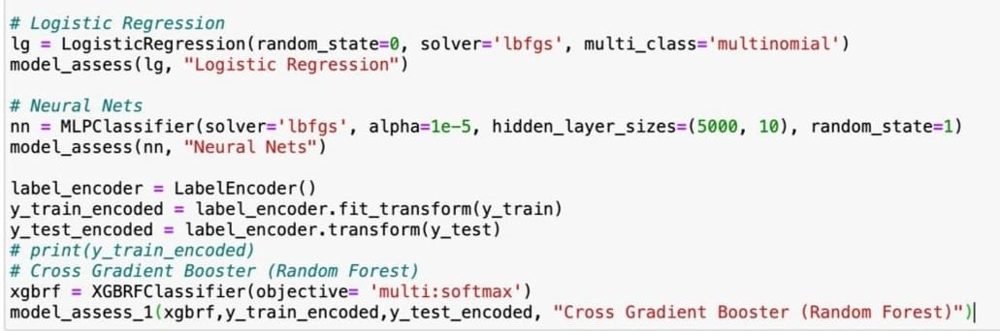 # Logistic Regression
lg = LogisticRegression(random_state=0, solver='lbfgs', multi_class='multinomial')
model_assess(lg, "Logistic Regression")
# Neural Nets
nn = MLPClassifier(solver='lbfgs', alpha=1e-5, hidden_layer_sizes=(5000, 10), random_state=1)
model_assess(nn, "Neural Nets")
label_encoder = LabelEncoder()
y_train_encoded = label_encoder.fit_transform(y_train)
y_test_encoded = label_encoder.transform(y_test)
# print(y_train_encoded)
# Cross Gradient Booster (Random Forest)
xgbrf = XGBRFClassifier(objective= 'multi:softmax')
model_assess_1(xgbrf,y_train_encoded,y_test_encoded, "Cross Gradient Booster (Random Forest)")